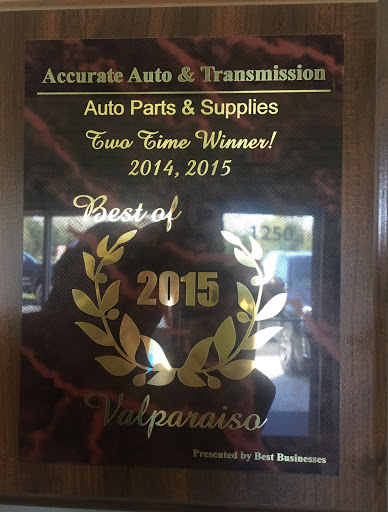 Accurate Auto & Transmission
Auto Parts & Supplies
Two Time Winner!
2014, 2015
Best of
1250
2015
Valparaiso
Presented by Best Businesses